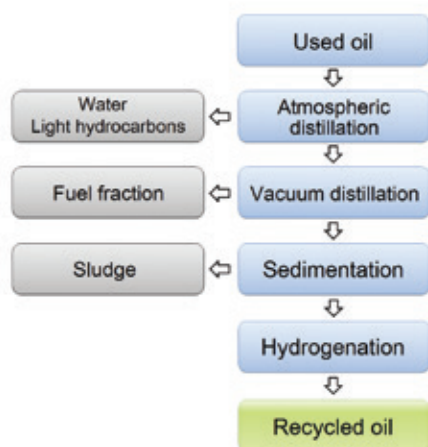 Used oil
Water
Light hydrocarbons
Atmospheric
distillation
Fuel fraction
Vacuum distillation
Sludge
Sedimentation
Hydrogenation
Recycled oil